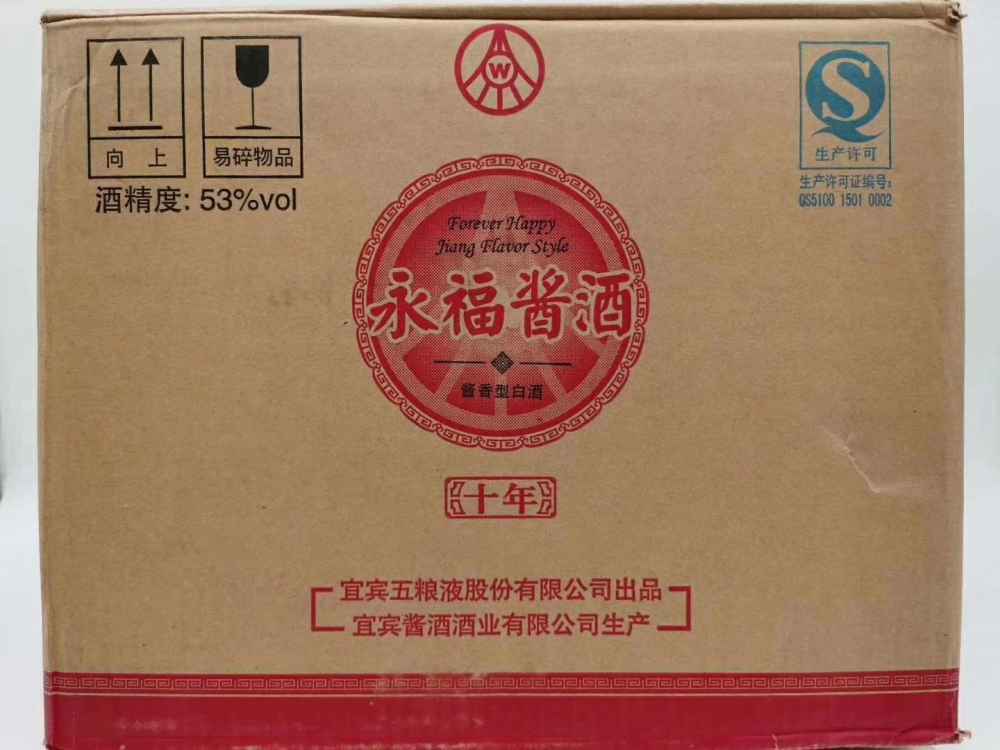 W
向 上
易碎物品
酒精度: 53%vol
生产许可
生产许可证编号:
QS5100 1501 0002
Forever Happy
Jiang Flavor Style
永福酱酒
酱香型白酒
十年
宜宾五粮液股份有限公司出品
宜宾酱酒酒业有限公司生产